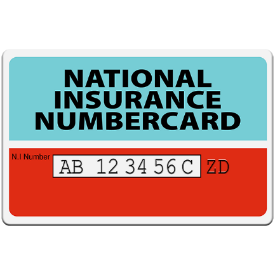 NATIONAL
INSURANCE
NUMBERCARD
N.I Number AB 12 34 56 C ZD